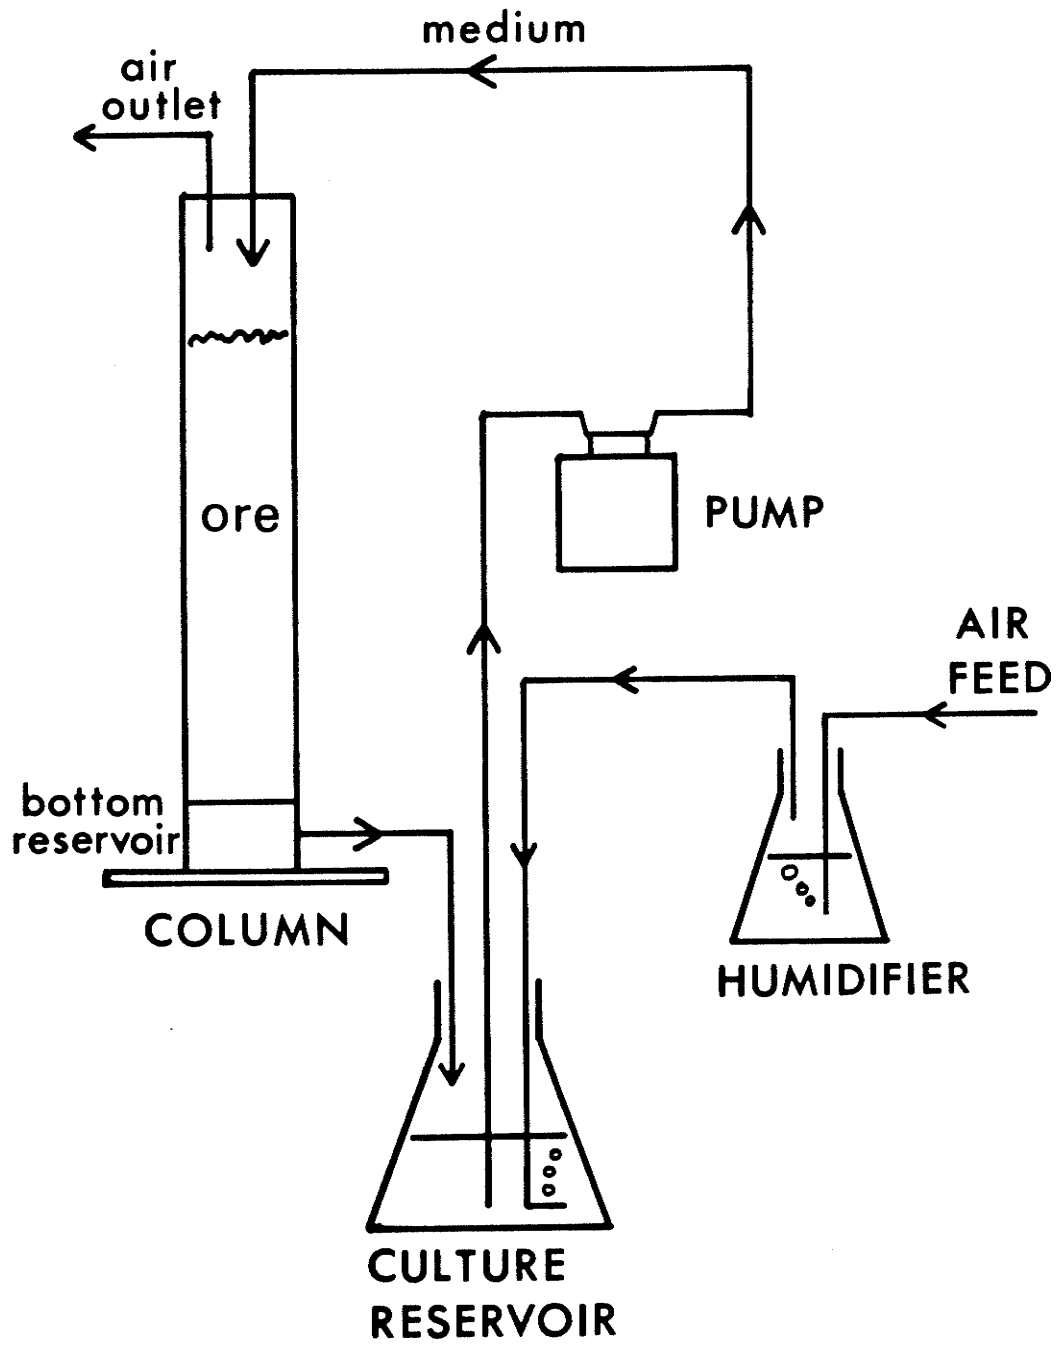 medium
air
outlet
ore
PUMP
AIR
FEED
bottom
reservoir
COLUMN
HUMIDIFIER
CULTURE
RESERVOIR